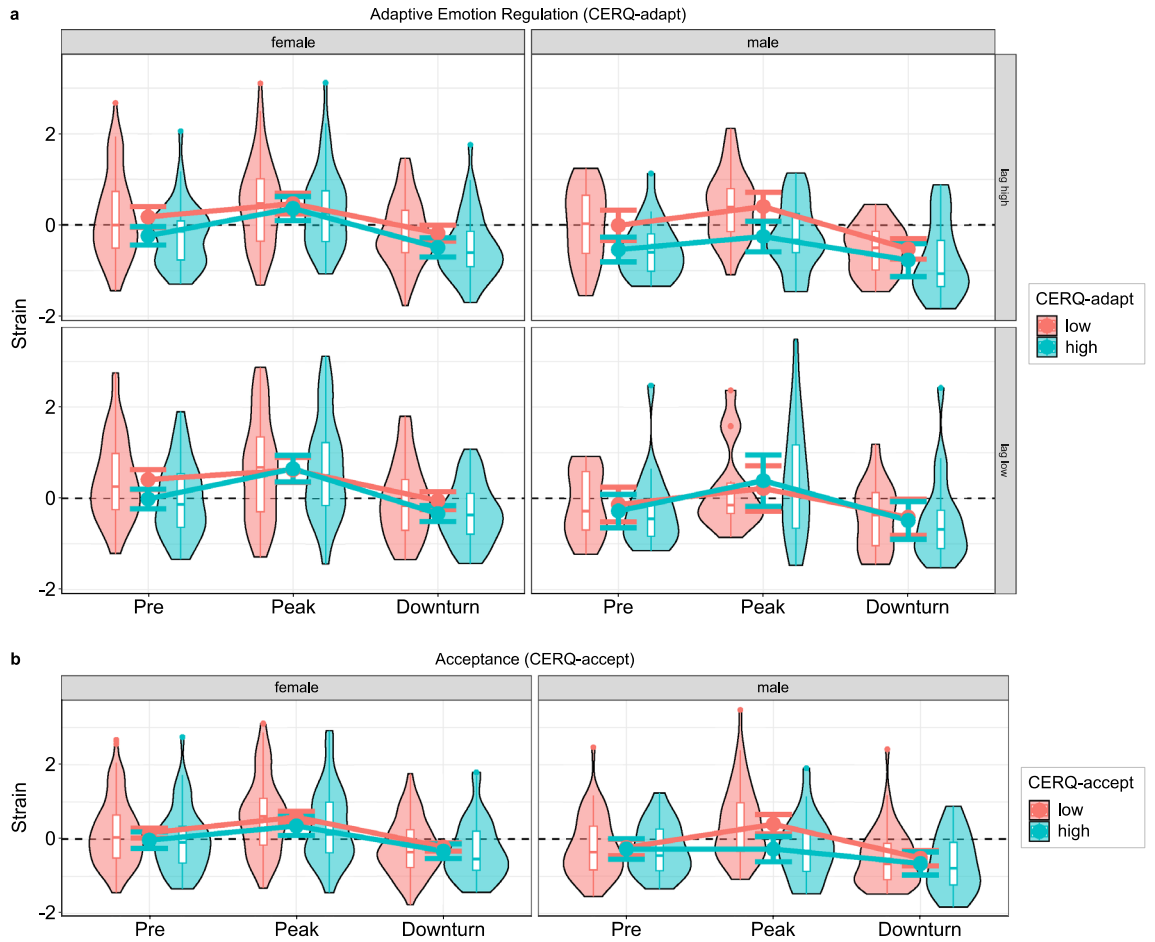 a
Adaptive Emotion Regulation (CERQ-adapt)
female
male
Strain
2
0
-2
lag high
2
0
-2
lag low
Pre
Peak
Downturn
Pre
Peak
Downturn
CERQ-adapt
low
high
b
Acceptance (CERQ-accept)
female
male
Strain
2
0
-2
Pre
Peak
Downturn
Pre
Peak
Downturn
CERQ-accept
low
high